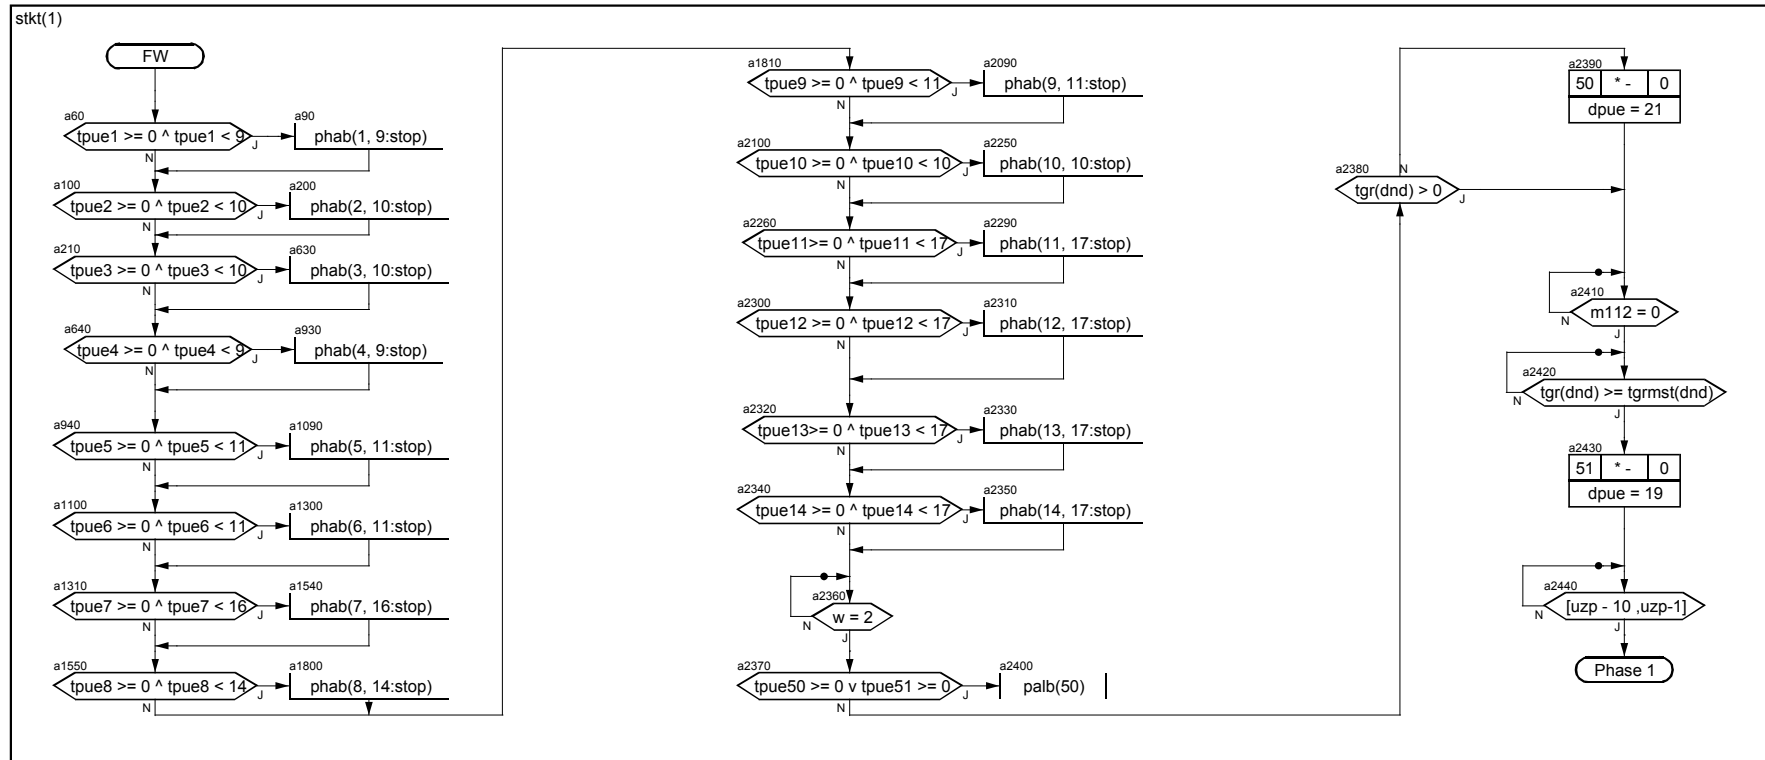 stkt(1)
FW
a60
tpue1 >= 0 ^ tpue1 < 9
J
N
a90
phab(1, 9:stop)
a100
tpue2 >= 0 ^ tpue2 < 10
J
N
a200
phab(2, 10:stop)
a210
tpue3 >= 0 ^ tpue3 < 10
J
N
a630
phab(3, 10:stop)
a640
tpue4 >= 0 ^ tpue4 < 9
J
N
a930
phab(4, 9:stop)
a940
tpue5 >= 0 ^ tpue5 < 11
J
N
a1090
phab(5, 11:stop)
a1100
tpue6 >= 0 ^ tpue6 < 11
J
N
a1300
phab(6, 11:stop)
a1310
tpue7 >= 0 ^ tpue7 < 16
J
N
a1540
phab(7, 16:stop)
a1550
tpue8 >= 0 ^ tpue8 < 14
J
N
a1800
phab(8, 14:stop)
a1810
tpue9 >= 0 ^ tpue9 < 11
J
N
a2090
phab(9, 11:stop)
a2100
tpue10 >= 0 ^ tpue10 < 10
J
N
a2250
phab(10, 10:stop)
a2260
tpue11>= 0 ^ tpue11 < 17
J
N
a2290
phab(11, 17:stop)
a2300
tpue12 >= 0 ^ tpue12 < 17
J
N
a2310
phab(12, 17:stop)
a2320
tpue13>= 0 ^ tpue13 < 17
J
N
a2330
phab(13, 17:stop)
a2340
tpue14 >= 0 ^ tpue14 < 17
J
N
a2350
phab(14, 17:stop)
a2360
w = 2
N
J
a2370
tpue50 >= 0 v tpue51 >= 0
J
N
a2400
palb(50)
a2380
N
tgr(dnd) > 0
J
a2390
50 * - 0
dpue = 21
a2410
m112 = 0
N
J
a2420
tgr(dnd) >= tgrmst(dnd)
N
J
a2430
51 * - 0
dpue = 19
a2440
[uzp - 10 ,uzp-1]
N
J
Phase 1